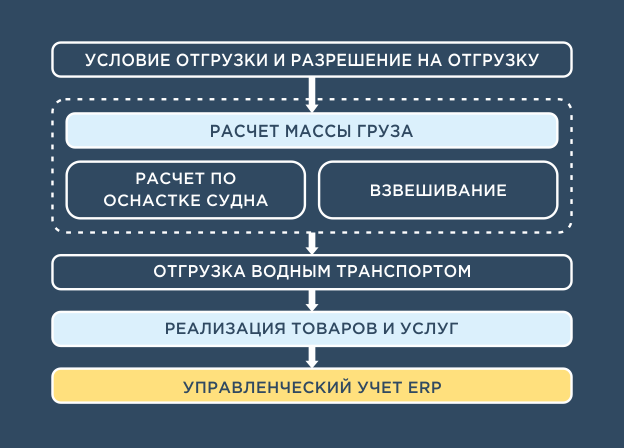 УСЛОВИЕ ОТГРУЗКИ И РАЗРЕШЕНИЕ НА ОТГРУЗКУ
РАСЧЕТ МАССЫ ГРУЗА
РАСЧЕТ ПО
ОСНАСТКЕ СУДНА
ВЗВЕШИВАНИЕ
ОТГРУЗКА ВОДНЫМ ТРАНСПОРТОМ
РЕАЛИЗАЦИЯ ТОВАРОВ И УСЛУГ
УПРАВЛЕНЧЕСКИЙ УЧЕТ ERP